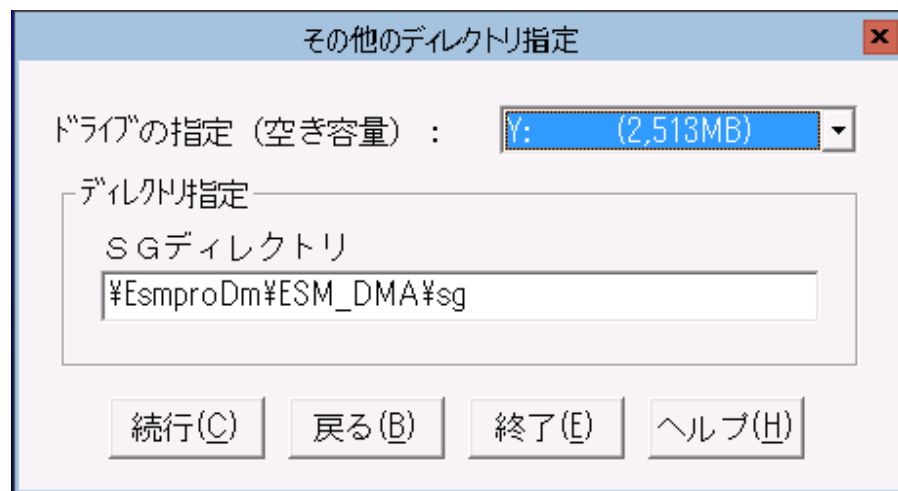 その他のディレクトリ指定
ﾄﾞﾗｲﾌﾞの指定（空き容量）： Y: (2,513MB)
ﾃﾞｨﾚｸﾄﾘ指定
ＳＧディレクトリ
¥EsmproDm¥ESM_DMA¥sg
続行(C) 戻る(B) 終了(E) ヘルプ(H)